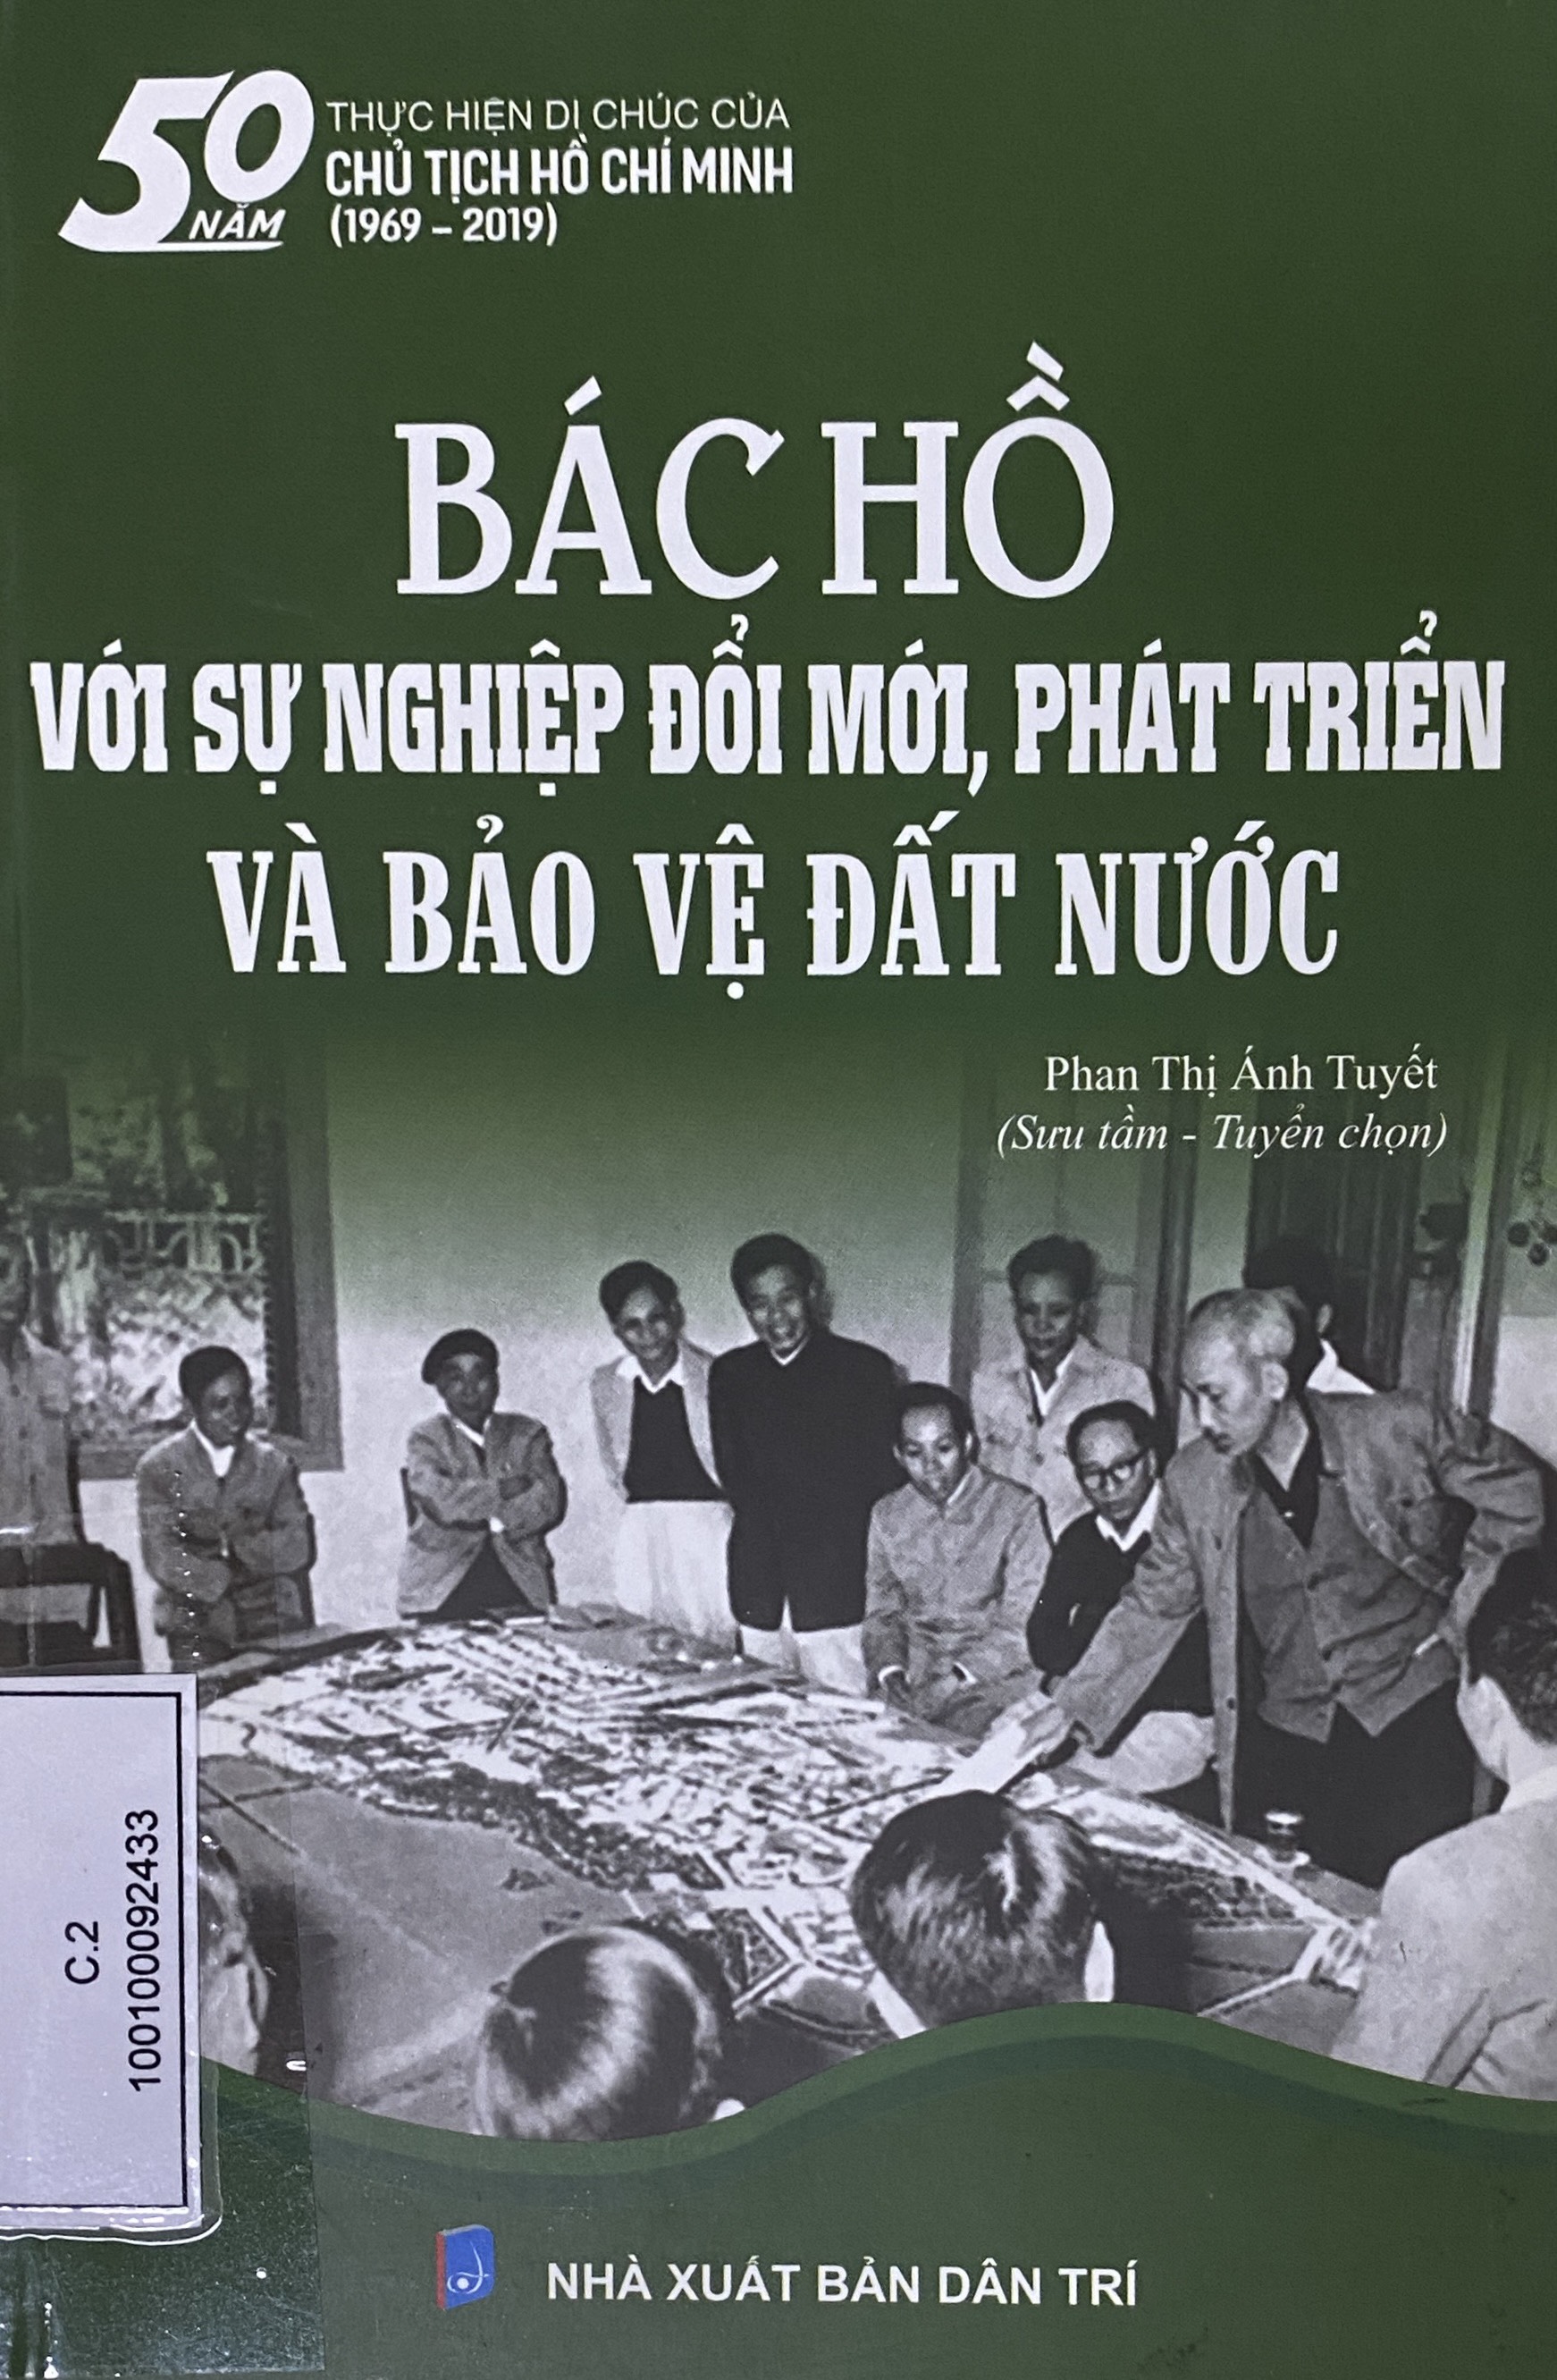 50 NĂM
THỰC HIỆN DI CHÚC CỦA
CHỦ TỊCH HỒ CHÍ MINH
(1969 – 2019)
BÁC HỒ
VỚI SỰ NGHIỆP ĐỔI MỚI, PHÁT TRIỂN
VÀ BẢO VỆ ĐẤT NƯỚC
Phan Thị Ánh Tuyết
(Sưu tầm - Tuyển chọn)
C.2
10010092433
NHÀ XUẤT BẢN DÂN TRÍ